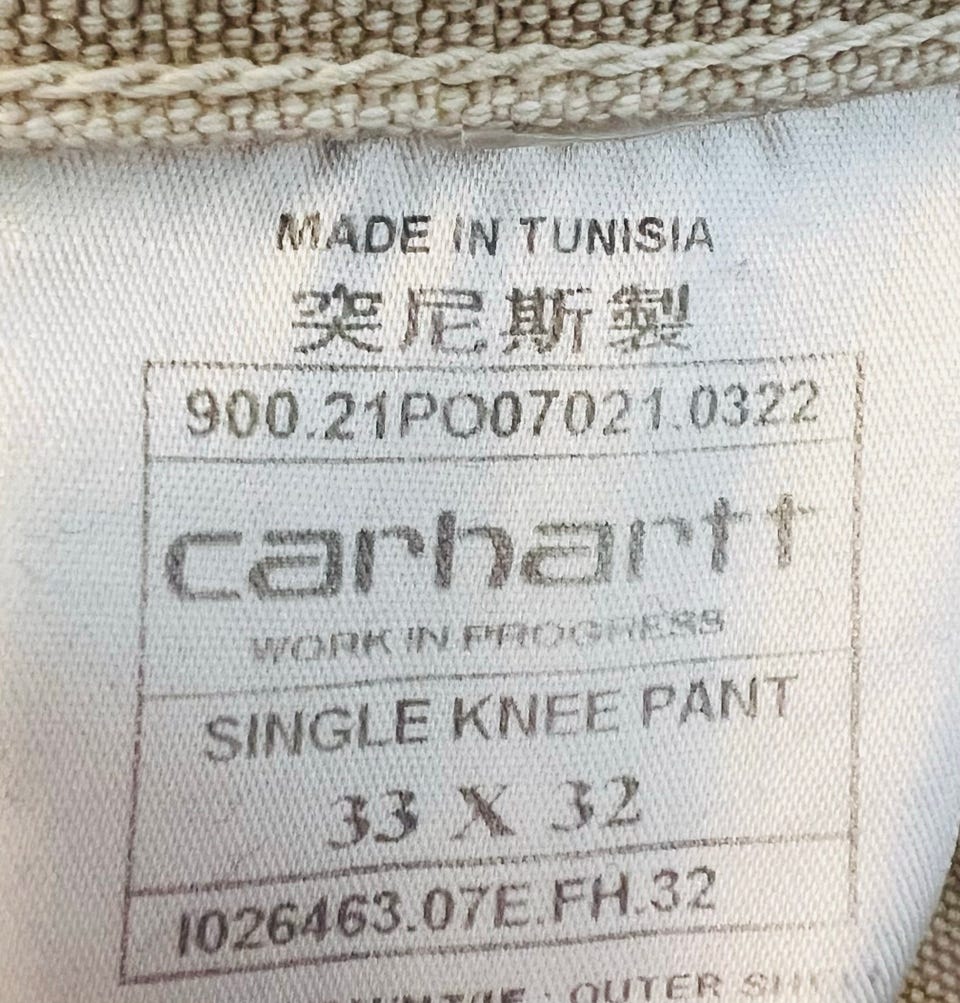 MADE IN TUNISIA
突尼斯製
900.21PO07021.0322
carhartt
WORK IN PROGRESS
SINGLE KNEE PANT
33 X 32
I026463.07E.FH.32
: OUTER